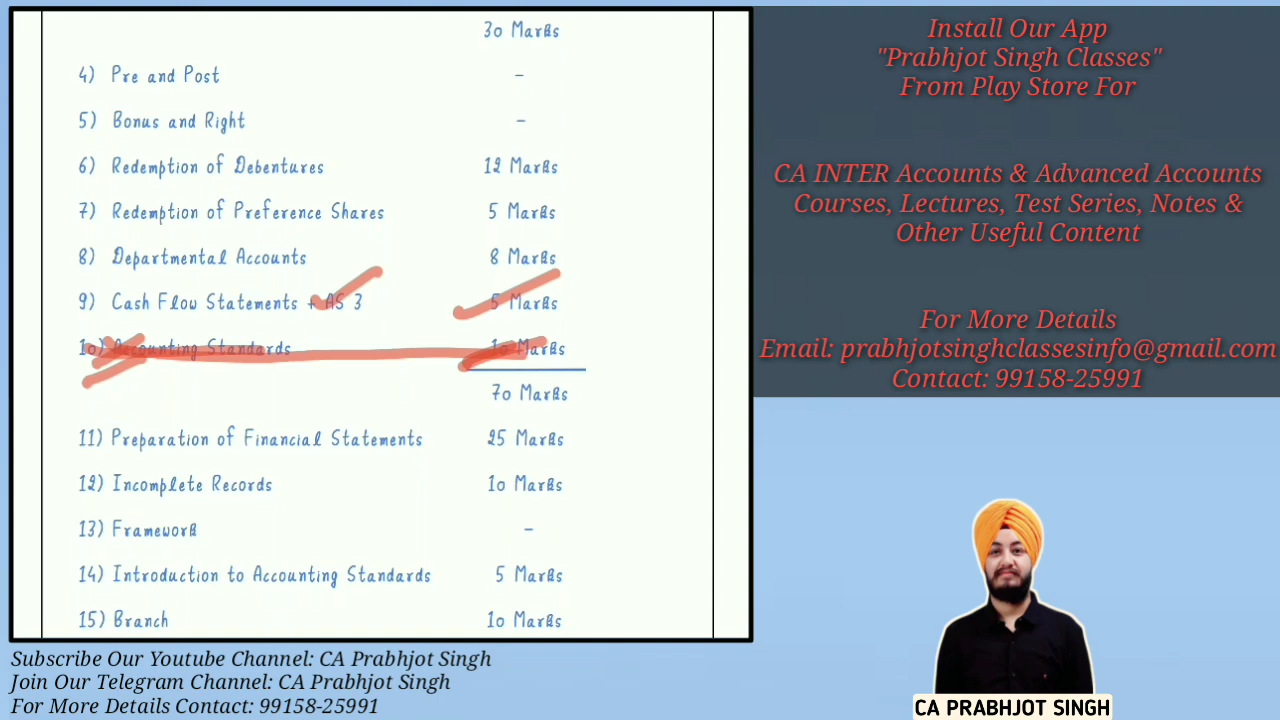 30 Marks
4) Pre and Post -
5) Bonus and Right -
6) Redemption of Debentures 12 Marks
7) Redemption of Preference Shares 5 Marks
8) Departmental Accounts 8 Marks
9) Cash Flow Statements + AS 3 5 Marks
10) Accounting Standards 10 Marks
70 Marks
11) Preparation of Financial Statements 25 Marks
12) Incomplete Records 10 Marks
13) Framework -
14) Introduction to Accounting Standards 5 Marks
15) Branch 10 Marks
Install Our App
"Prabhjot Singh Classes"
From Play Store For
CA INTER Accounts & Advanced Accounts
Courses, Lectures, Test Series, Notes &
Other Useful Content
For More Details
Email: prabhjotsinghclassesinfo@gmail.com
Contact: 99158-25991
CA PRABHJOT SINGH
Subscribe Our Youtube Channel: CA Prabhjot Singh
Join Our Telegram Channel: CA Prabhjot Singh
For More Details Contact: 99158-25991